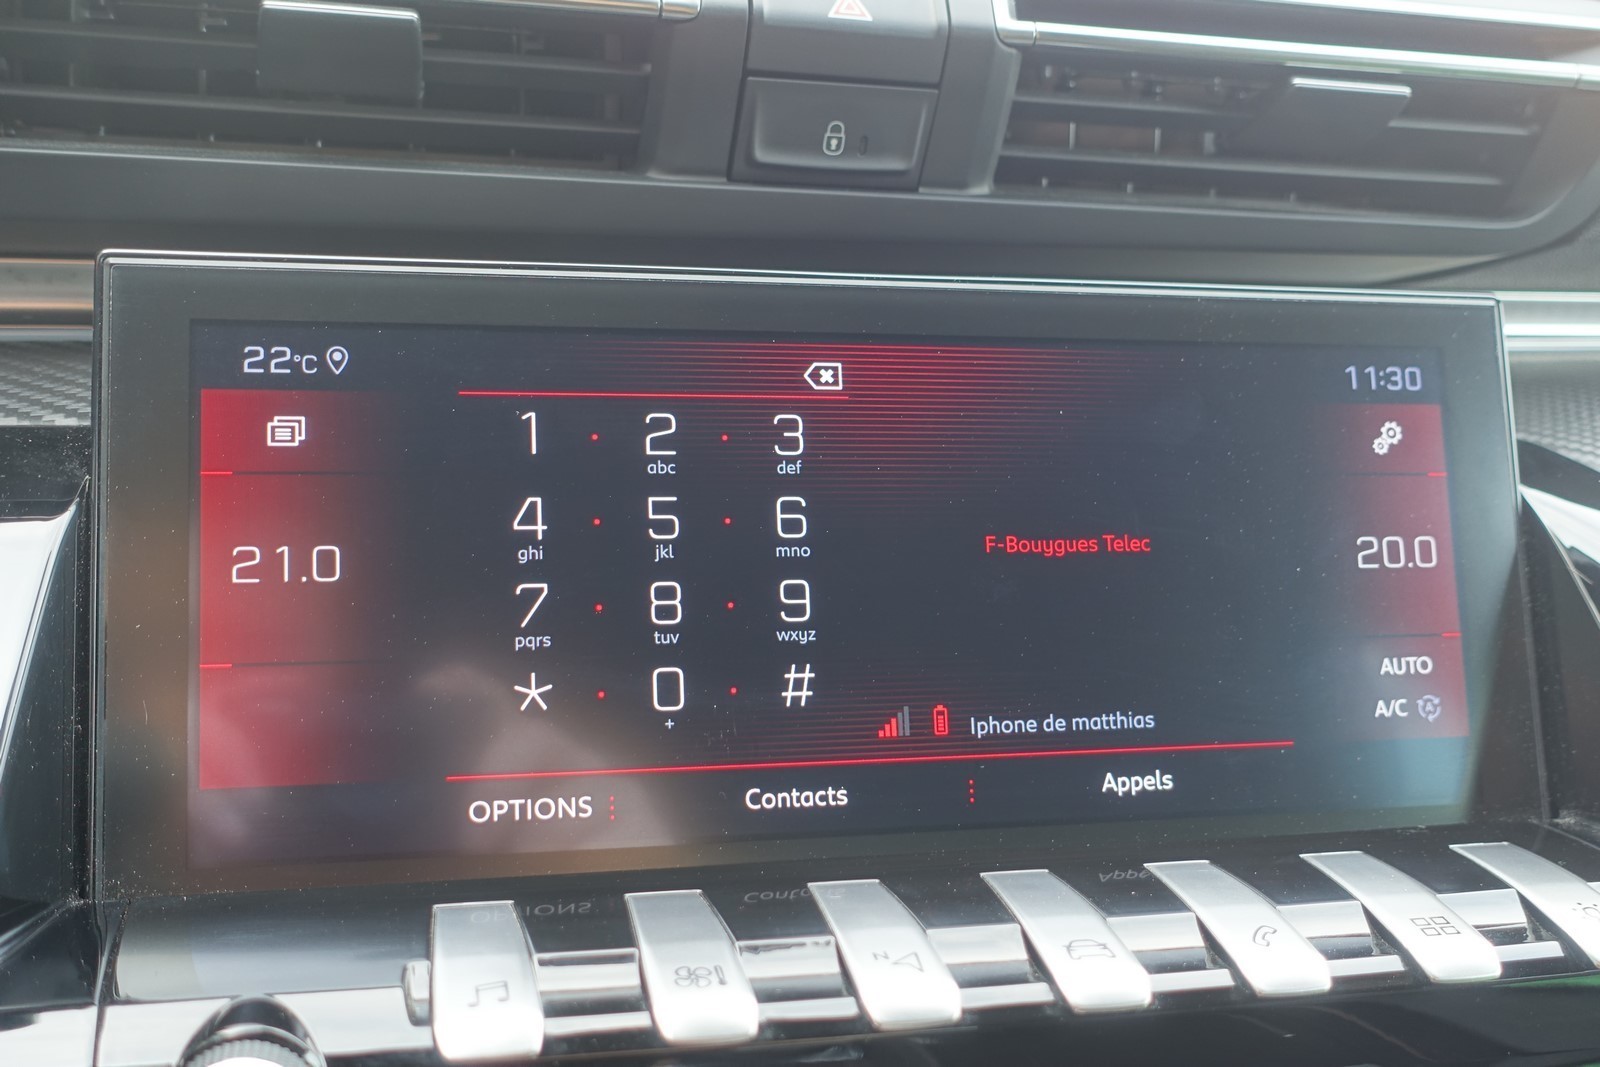 22°C
11:30
1
2
abc
3
def
21.0
4
ghi
5
jkl
6
mno
F-Bouygues Telec
20.0
7
pqrs
8
tuv
9
wxyz
AUTO
*
0
+
#
A/C
Iphone de matthias
OPTIONS
Contacts
Appels
N